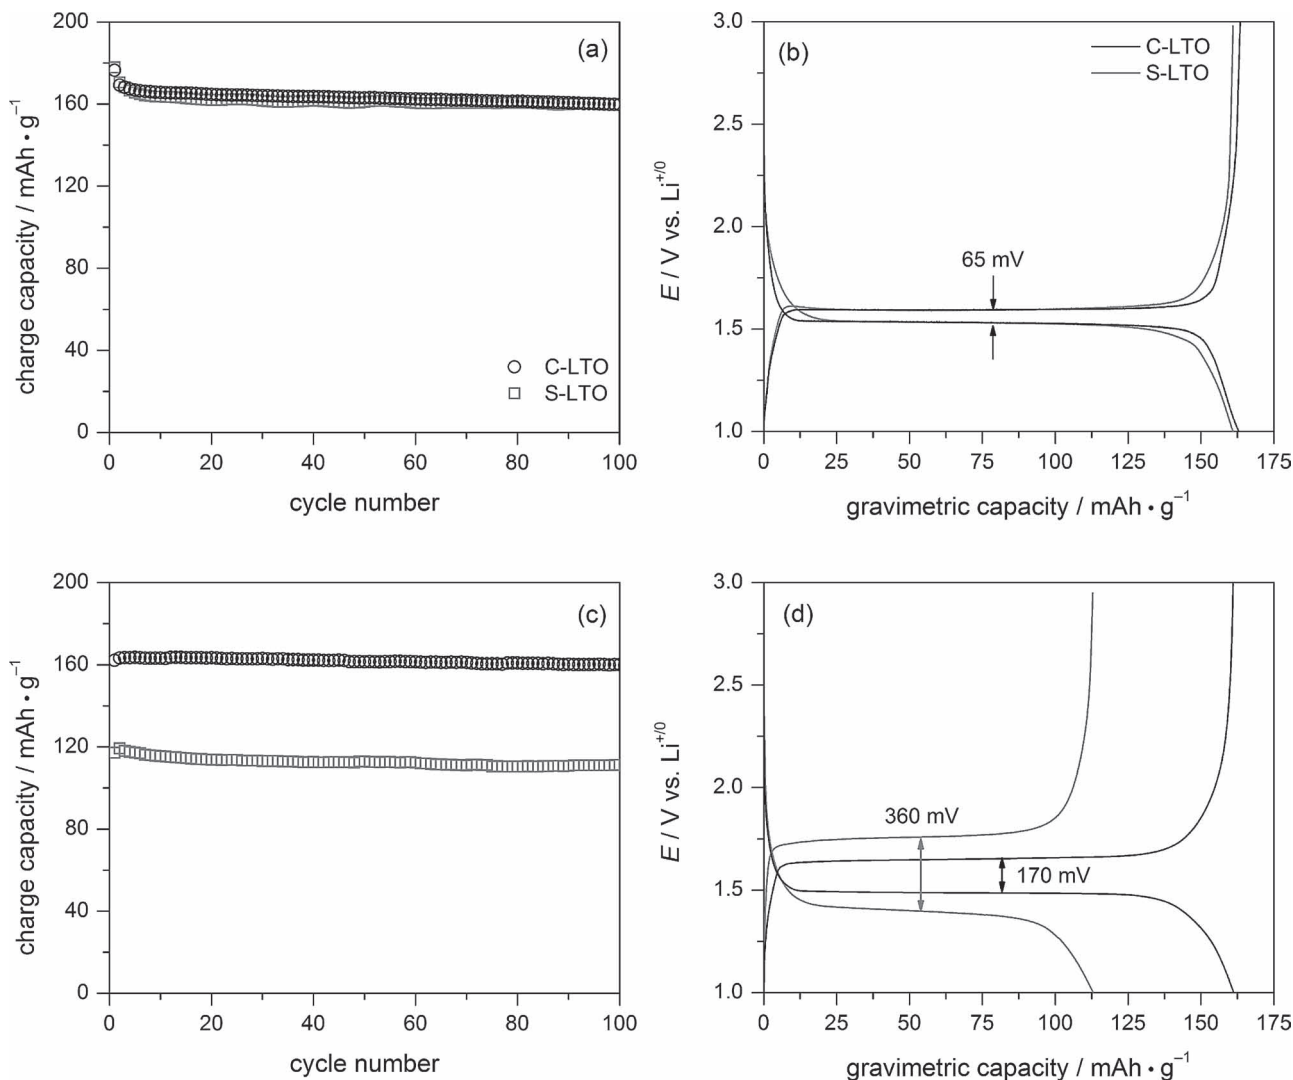 (a)
charge capacity / mAh · g⁻¹
200
160
120
80
40
0
C-LTO
S-LTO
0 20 40 60 80 100
cycle number
(b)
E / V vs. Li⁺ᐟ⁰
3.0
2.5
2.0
1.5
1.0
C-LTO
S-LTO
65 mV
0 25 50 75 100 125 150 175
gravimetric capacity / mAh · g⁻¹
(c)
charge capacity / mAh · g⁻¹
200
160
120
80
40
0
0 20 40 60 80 100
cycle number
(d)
E / V vs. Li⁺ᐟ⁰
3.0
2.5
2.0
1.5
1.0
360 mV
170 mV
0 25 50 75 100 125 150 175
gravimetric capacity / mAh · g⁻¹